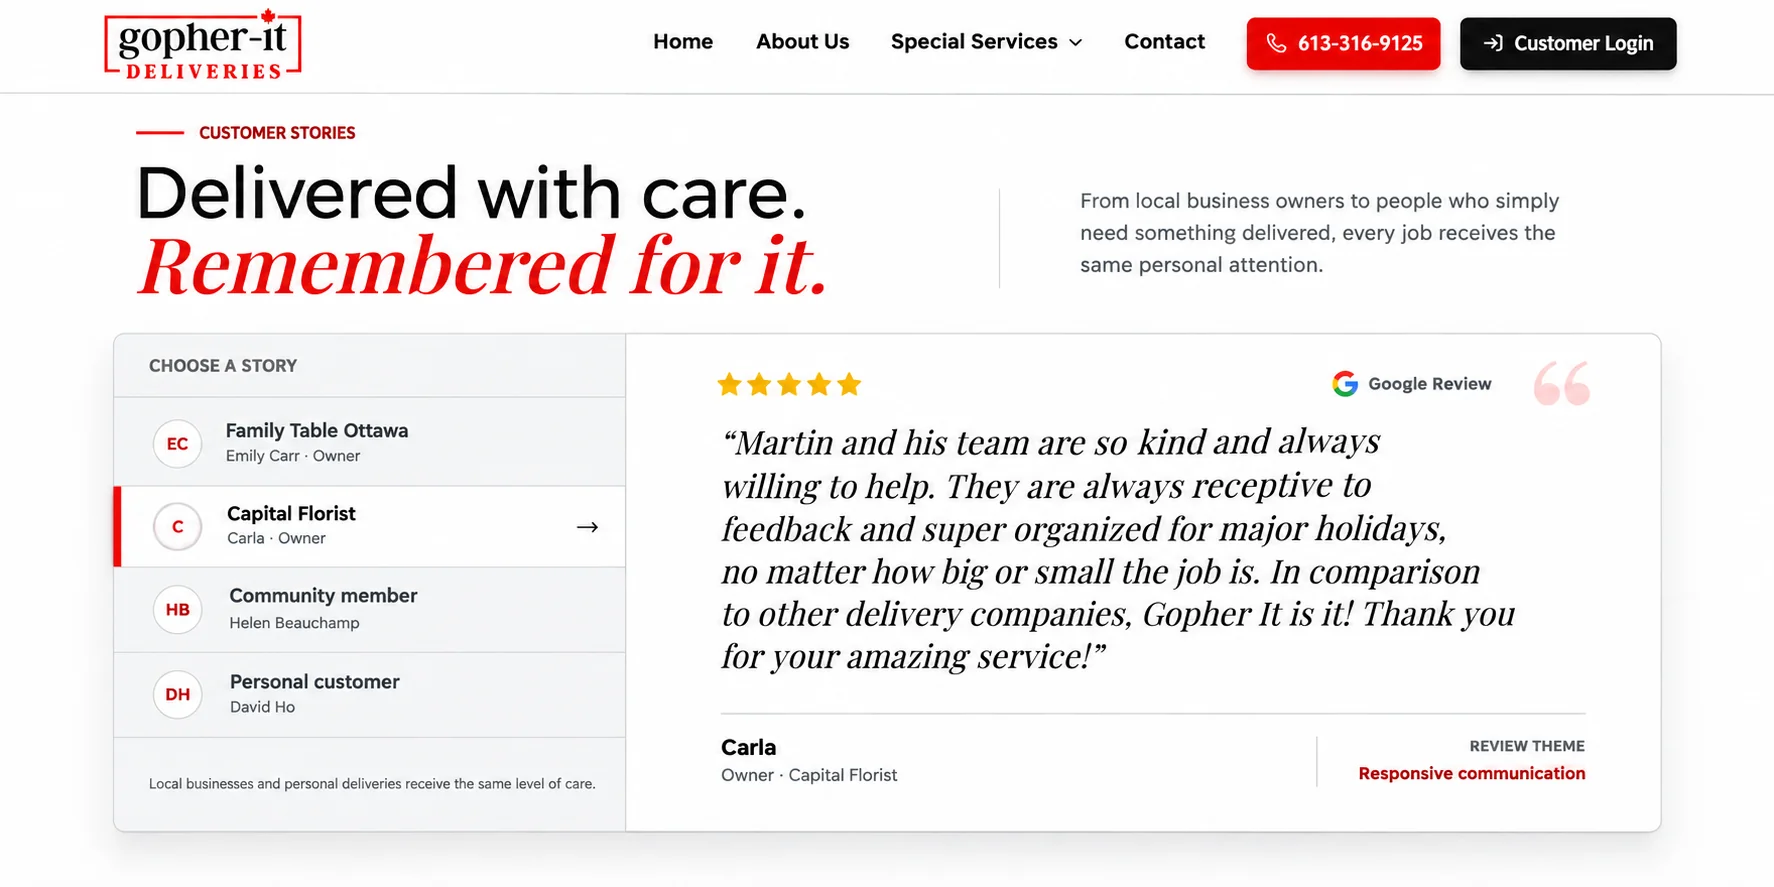 gopher-it
DELIVERIES
Home
About Us
Special Services
Contact
613-316-9125
Customer Login
CUSTOMER STORIES
Delivered with care.
Remembered for it.
From local business owners to people who simply
need something delivered, every job receives the
same personal attention.
CHOOSE A STORY
EC
Family Table Ottawa
Emily Carr · Owner
C
Capital Florist
Carla · Owner
→
HB
Community member
Helen Beauchamp
DH
Personal customer
David Ho
Local businesses and personal deliveries receive the same level of care.
Google Review
“
“Martin and his team are so kind and always
willing to help. They are always receptive to
feedback and super organized for major holidays,
no matter how big or small the job is. In comparison
to other delivery companies, Gopher It is it! Thank you
for your amazing service!”
Carla
Owner · Capital Florist
REVIEW THEME
Responsive communication